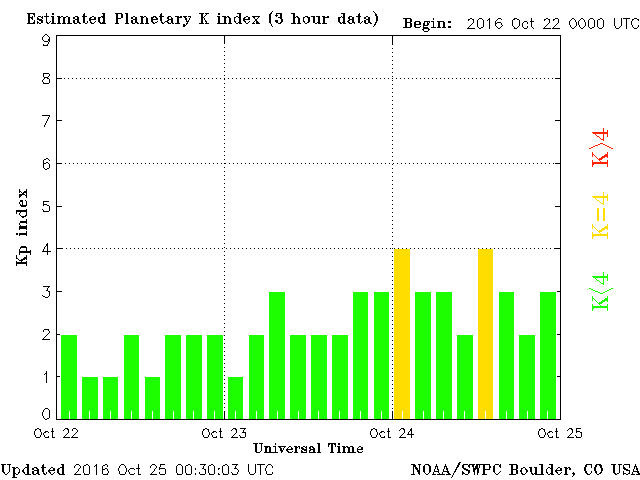 Estimated Planetary K index (3 hour data) Begin: 2016 Oct 22 0000 UTC
9
8
7
6
5
4
3
2
1
0
Kp index
K>4
K=4
K<4
Oct 22 Oct 23 Oct 24 Oct 25
Universal Time
Updated 2016 Oct 25 00:30:03 UTC NOAA/SWPC Boulder, CO USA